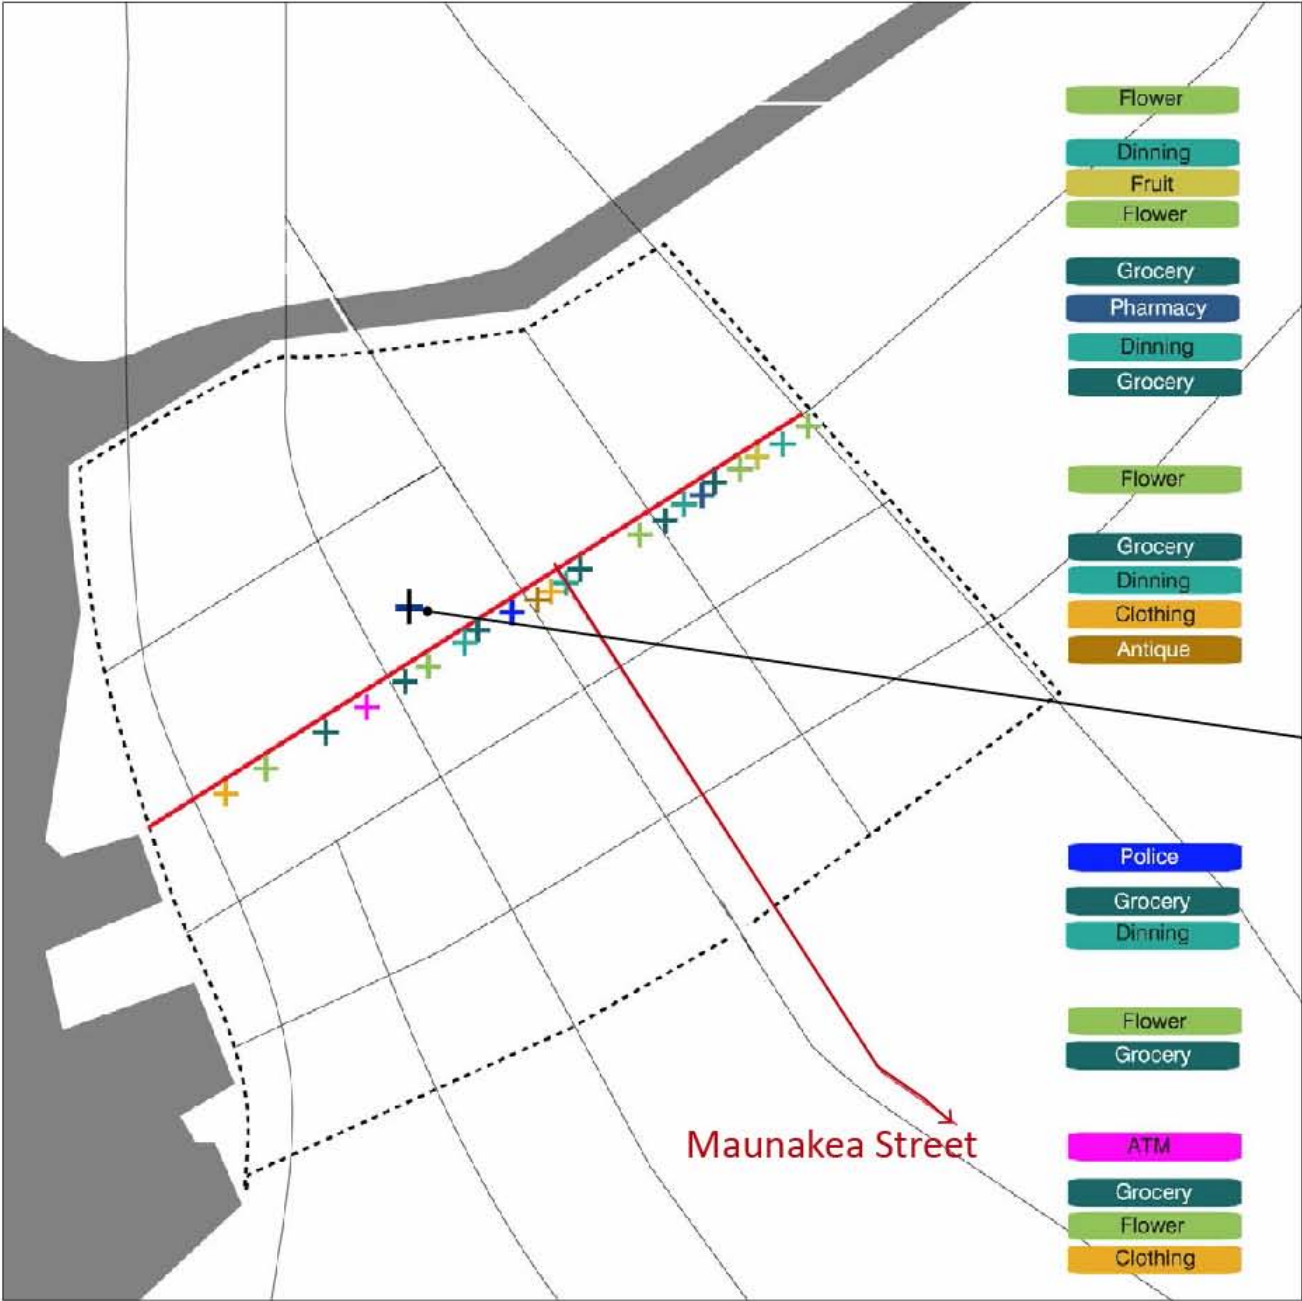 Flower
Dinning
Fruit
Flower
Grocery
Pharmacy
Dinning
Grocery
Flower
Grocery
Dinning
Clothing
Antique
Police
Grocery
Dinning
Flower
Grocery
Maunakea Street
ATM
Grocery
Flower
Clothing